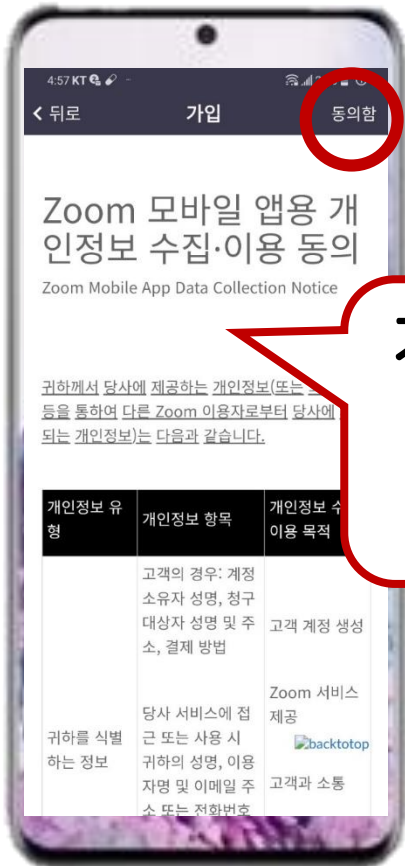 4:57 KT
뒤로
가입
동의함
Zoom 모바일 앱용 개
인정보 수집·이용 동의
Zoom Mobile App Data Collection Notice
귀하께서 당사에 제공하는 개인정보(또는
등을 통하여 다른 Zoom 이용자로부터 당사에
되는 개인정보)는 다음과 같습니다.
개인정보 유
형
개인정보 항목
개인정보 수
이용 목적
고객의 경우: 계정
소유자 성명, 청구
대상자 성명 및 주
소, 결제 방법
고객 계정 생성
귀하를 식별
하는 정보
당사 서비스에 접
근 또는 사용 시
귀하의 성명, 이용
자명 및 이메일 주
소 또는 전화번호
Zoom 서비스
제공
backtotop
고객과 소통